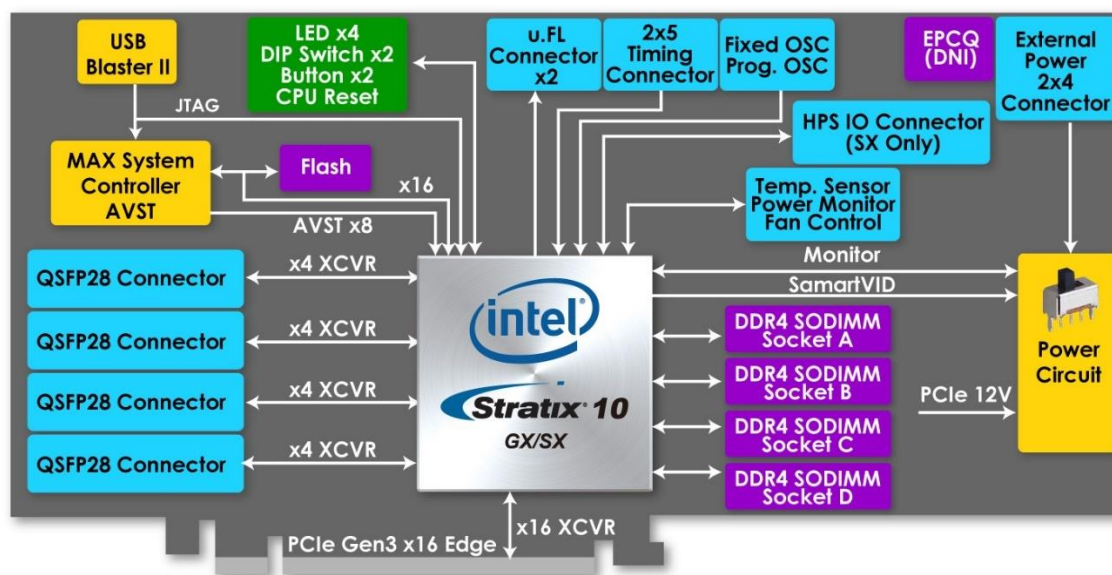 USB
Blaster II
LED x4
DIP Switch x2
Button x2
CPU Reset
u.FL
Connector
x2
2x5
Timing
Connector
Fixed OSC
Prog. OSC
EPCQ
(DNI)
External
Power
2x4
Connector
JTAG
HPS IO Connector
(SX Only)
MAX System
Controller
AVST
Flash
x16
AVST x8
Temp. Sensor
Power Monitor
Fan Control
QSFP28 Connector
x4 XCVR
QSFP28 Connector
x4 XCVR
QSFP28 Connector
x4 XCVR
QSFP28 Connector
x4 XCVR
intel
Stratix 10
GX/SX
Monitor
SamartVID
DDR4 SODIMM
Socket A
DDR4 SODIMM
Socket B
DDR4 SODIMM
Socket C
DDR4 SODIMM
Socket D
Power
Circuit
PCIe 12V
x16 XCVR
PCIe Gen3 x16 Edge